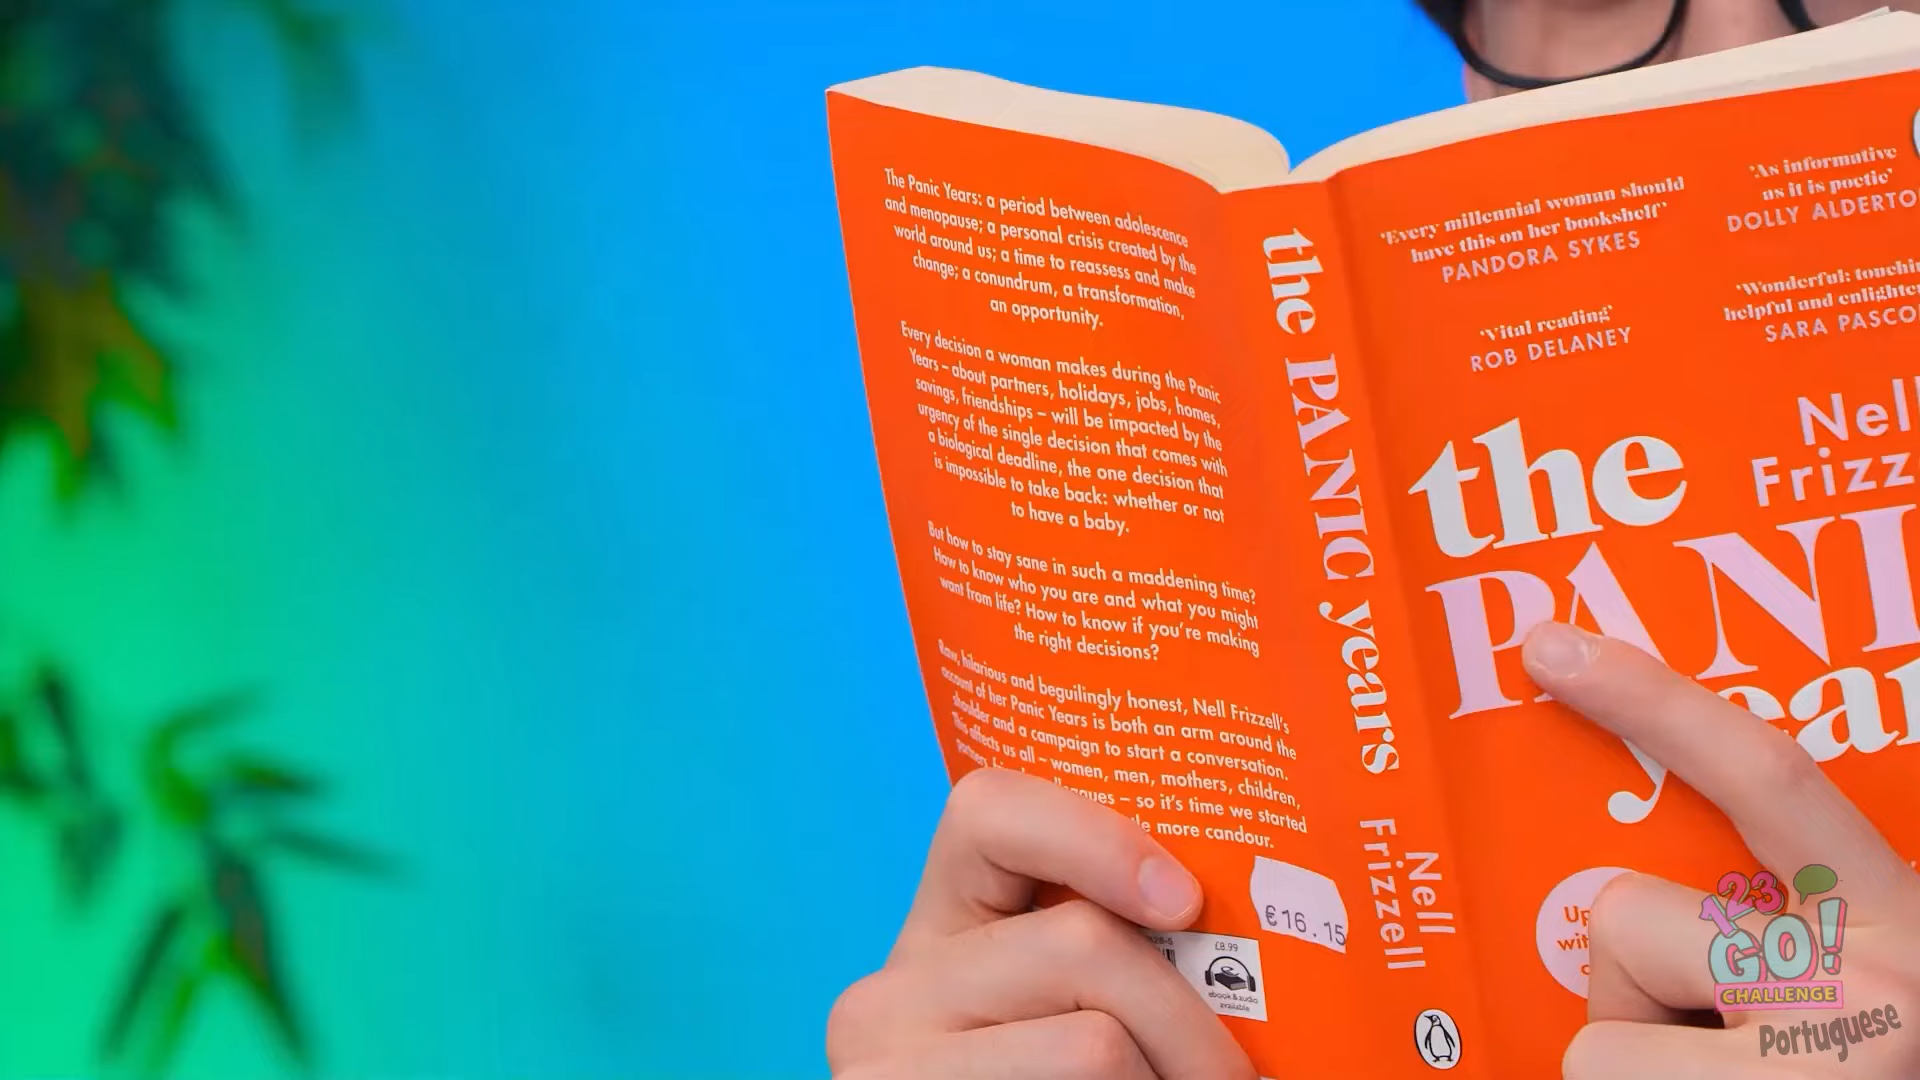 The Panic Years: a period between adolescence
and menopause; a personal crisis created by the
world around us; a time to reassess and make
change; a conundrum, a transformation,
an opportunity.
Every decision a woman makes during the Panic
Years – about partners, holidays, jobs, homes,
savings, friendships – will be impacted by the
urgency of the single decision that comes with
a biological deadline, the one decision that
is impossible to take back: whether or not
to have a baby.
But how to stay sane in such a maddening time?
How to know who you are and what you might
want from life? How to know if you're making
the right decisions?
Raw, hilarious and beguilingly honest, Nell Frizzell's
account of her Panic Years is both an arm around the
shoulder and a campaign to start a conversation.
This affects us all – women, men, mothers, children,
partners, – so it's time we started
more candour.
€16.15
£8.99
ebook & audio
available
the PANIC years
Nell
Frizzell
'Every millennial woman should
have this on her bookshelf'
PANDORA SYKES
'As informative
as it is poetic'
DOLLY ALDERTO
'Vital reading'
ROB DELANEY
'Wonderful: touchin
helpful and enlighte
SARA PASCO
Nell
Frizz
the
PANI
year
Up
wit
123
GO!
CHALLENGE
Portuguese